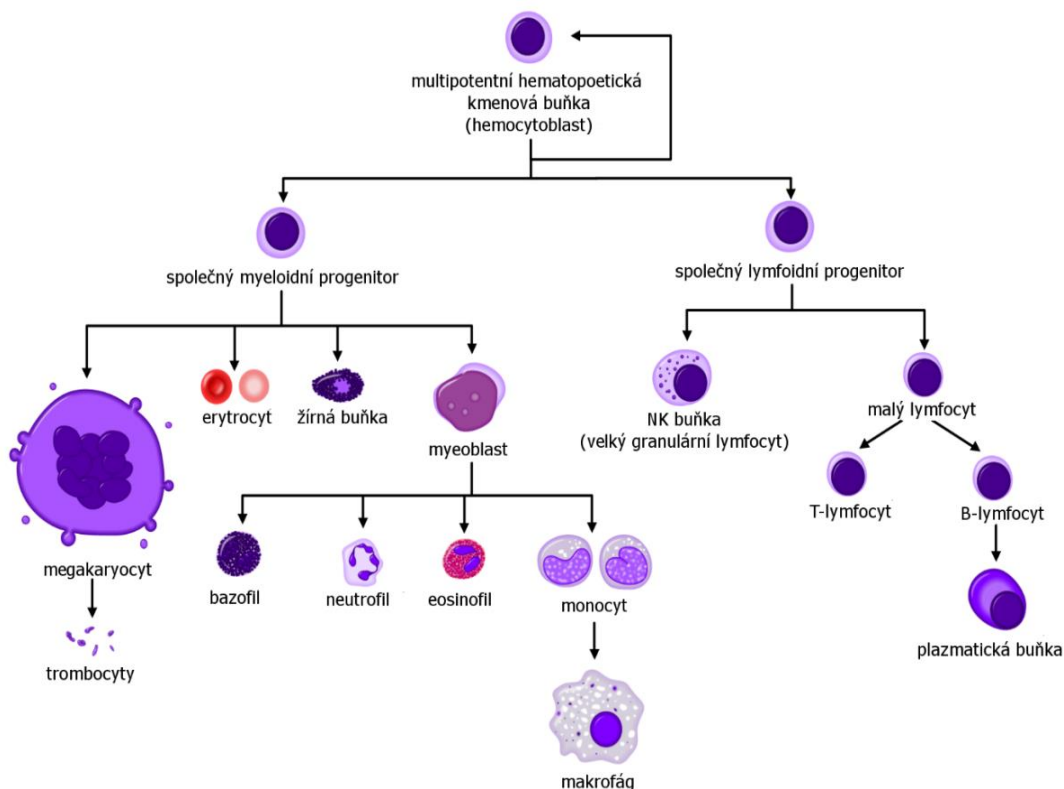 multipotentní hematopoetická
kmenová buňka
(hemocytoblast)
společný myeloidní progenitor
společný lymfoidní progenitor
erytrocyt
žírná buňka
myeoblast
NK buňka
(velký granulární lymfocyt)
malý lymfocyt
T-lymfocyt
B-lymfocyt
megakaryocyt
bazofil
neutrofil
eosinofil
monocyt
plazmatická buňka
trombocyty
makrofág